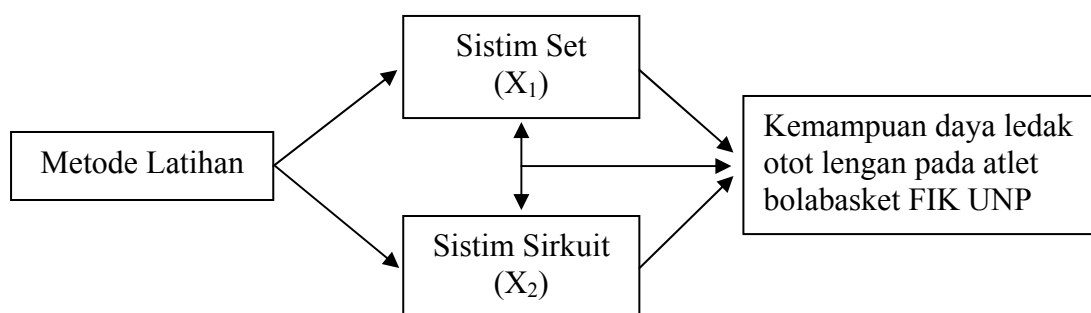 Sistim Set
(X₁)
Metode Latihan
Kemampuan daya ledak
otot lengan pada atlet
bolabasket FIK UNP
Sistim Sirkuit
(X₂)